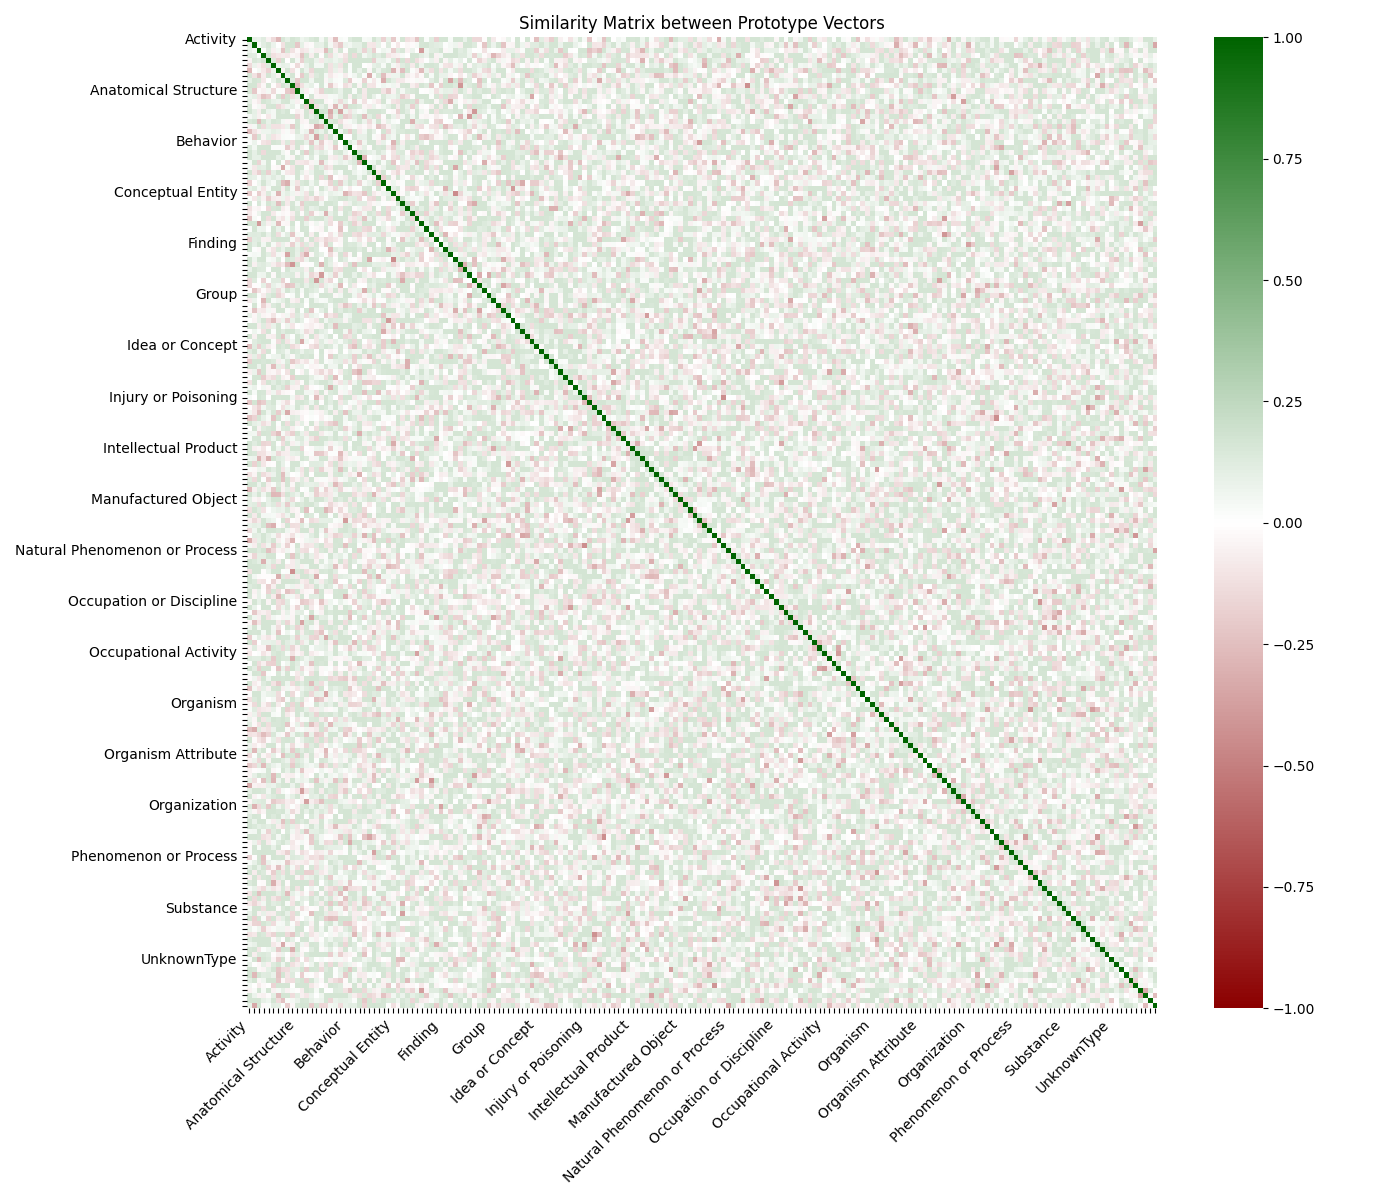 Similarity Matrix between Prototype Vectors
Activity
Anatomical Structure
Behavior
Conceptual Entity
Finding
Group
Idea or Concept
Injury or Poisoning
Intellectual Product
Manufactured Object
Natural Phenomenon or Process
Occupation or Discipline
Occupational Activity
Organism
Organism Attribute
Organization
Phenomenon or Process
Substance
UnknownType
Activity
Anatomical Structure
Behavior
Conceptual Entity
Finding
Group
Idea or Concept
Injury or Poisoning
Intellectual Product
Manufactured Object
Natural Phenomenon or Process
Occupation or Discipline
Occupational Activity
Organism
Organism Attribute
Organization
Phenomenon or Process
Substance
UnknownType
1.00
0.75
0.50
0.25
0.00
−0.25
−0.50
−0.75
−1.00